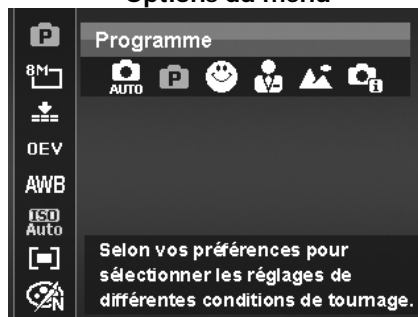 Options du menu
P
Programme
8M
AUTO
P
i
0EV
AWB
ISO
Auto
N
Selon vos préférences pour
sélectionner les réglages de
différentes conditions de tournage.